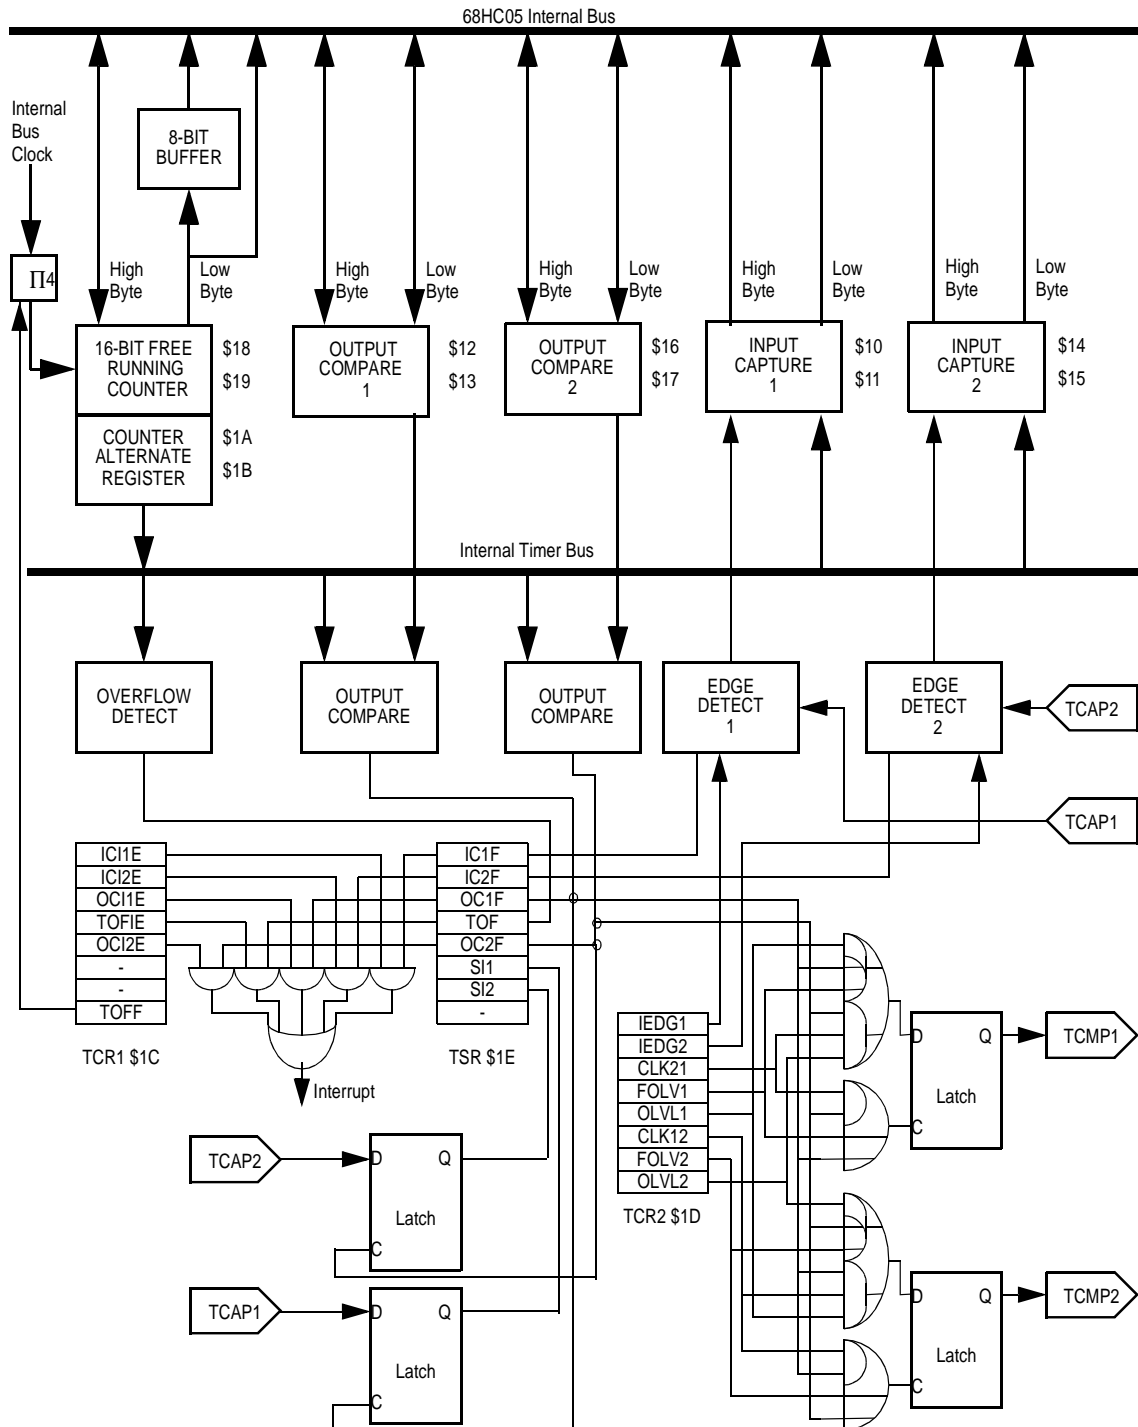 68HC05 Internal Bus
Internal
Bus
Clock
8-BIT
BUFFER
Π4
High
Byte
Low
Byte
High
Byte
Low
Byte
High
Byte
Low
Byte
High
Byte
Low
Byte
High
Byte
Low
Byte
16-BIT FREE
RUNNING
COUNTER
$18
$19
OUTPUT
COMPARE
1
$12
$13
OUTPUT
COMPARE
2
$16
$17
INPUT
CAPTURE
1
$10
$11
INPUT
CAPTURE
2
$14
$15
COUNTER
ALTERNATE
REGISTER
$1A
$1B
Internal Timer Bus
OVERFLOW
DETECT
OUTPUT
COMPARE
OUTPUT
COMPARE
EDGE
DETECT
1
EDGE
DETECT
2
TCAP2
TCAP1
ICI1E
ICI2E
OCI1E
TOFIE
OCI2E
-
-
TOFF
TCR1 $1C
IC1F
IC2F
OC1F
TOF
OC2F
SI1
SI2
-
TSR $1E
Interrupt
IEDG1
IEDG2
CLK21
FOLV1
OLVL1
CLK12
FOLV2
OLVL2
TCR2 $1D
D
Q
Latch
C
TCMP1
TCAP2
D
Q
Latch
C
TCAP1
D
Q
Latch
C
D
Q
Latch
C
TCMP2